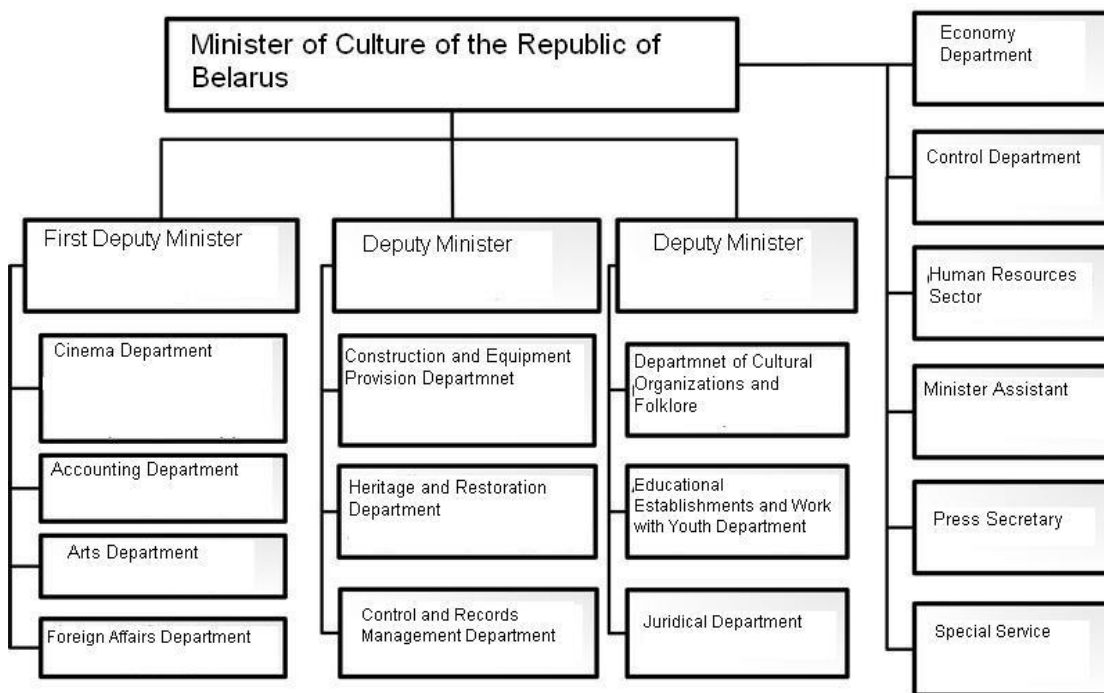 Minister of Culture of the Republic of
Belarus
First Deputy Minister
Cinema Department
Accounting Department
Arts Department
Foreign Affairs Department
Deputy Minister
Construction and Equipment
Provision Departmnet
Heritage and Restoration
Department
Control and Records
Management Department
Deputy Minister
Departmnet of Cultural
Organizations and
Folklore
Educational
Establishments and Work
with Youth Department
Juridical Department
Economy
Department
Control Department
Human Resources
Sector
Minister Assistant
Press Secretary
Special Service